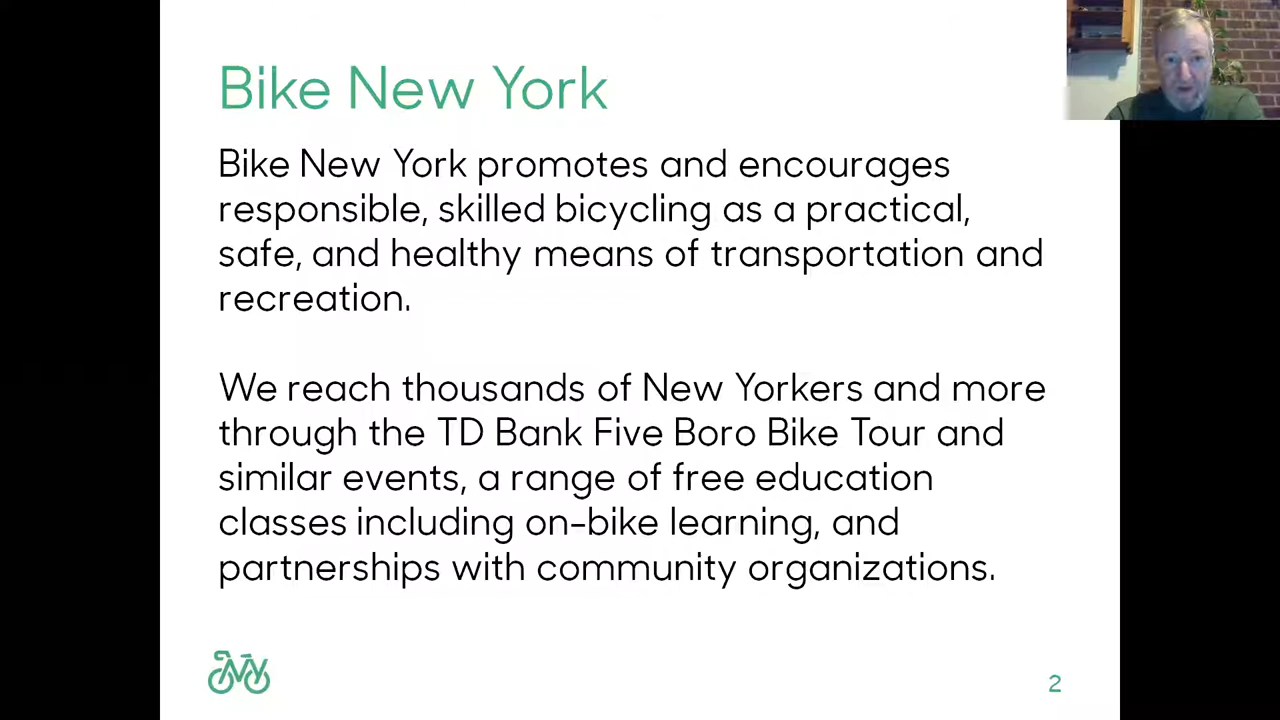 Bike New York
Bike New York promotes and encourages
responsible, skilled bicycling as a practical,
safe, and healthy means of transportation and
recreation.
We reach thousands of New Yorkers and more
through the TD Bank Five Boro Bike Tour and
similar events, a range of free education
classes including on-bike learning, and
partnerships with community organizations.
2